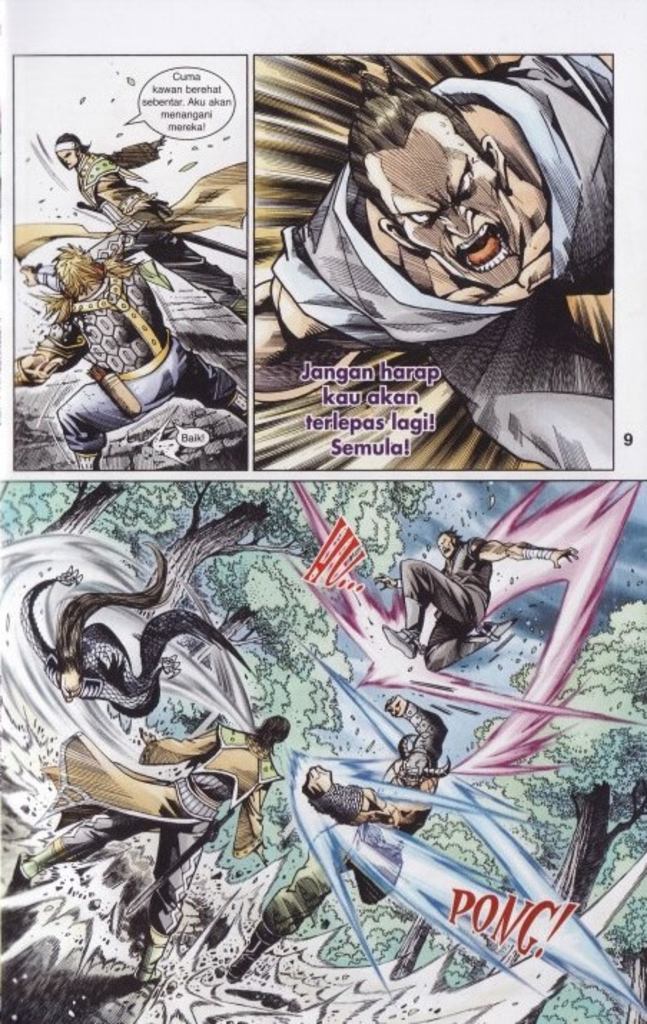 Cuma
kawan berehat
sebentar. Aku akan
menangani
mereka!
Baik!
Jangan harap
kau akan
terlepas lagi!
Semula!
9
HU...
PONG!